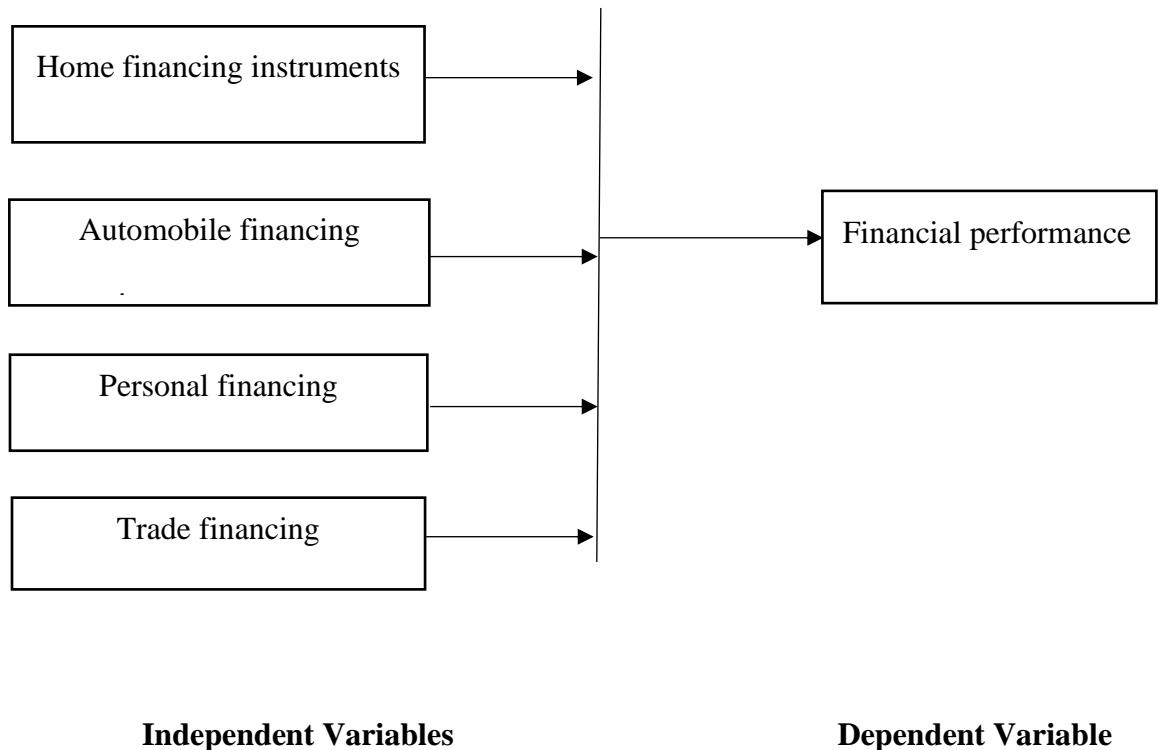 Home financing instruments
Automobile financing
Financial performance
Personal financing
Trade financing
Independent Variables
Dependent Variable